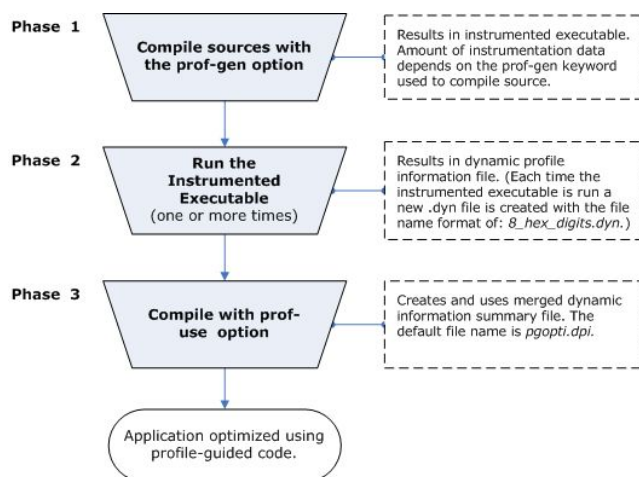 Phase 1
Compile sources with
the prof-gen option
Results in instrumented executable.
Amount of instrumentation data
depends on the prof-gen keyword
used to compile source.
Phase 2
Run the
Instrumented
Executable
(one or more times)
Results in dynamic profile
information file. (Each time the
instrumented executable is run a
new .dyn file is created with the file
name format of: 8_hex_digits.dyn.)
Phase 3
Compile with prof-
use option
Creates and uses merged dynamic
information summary file. The
default file name is pgopti.dpi.
Application optimized using
profile-guided code.